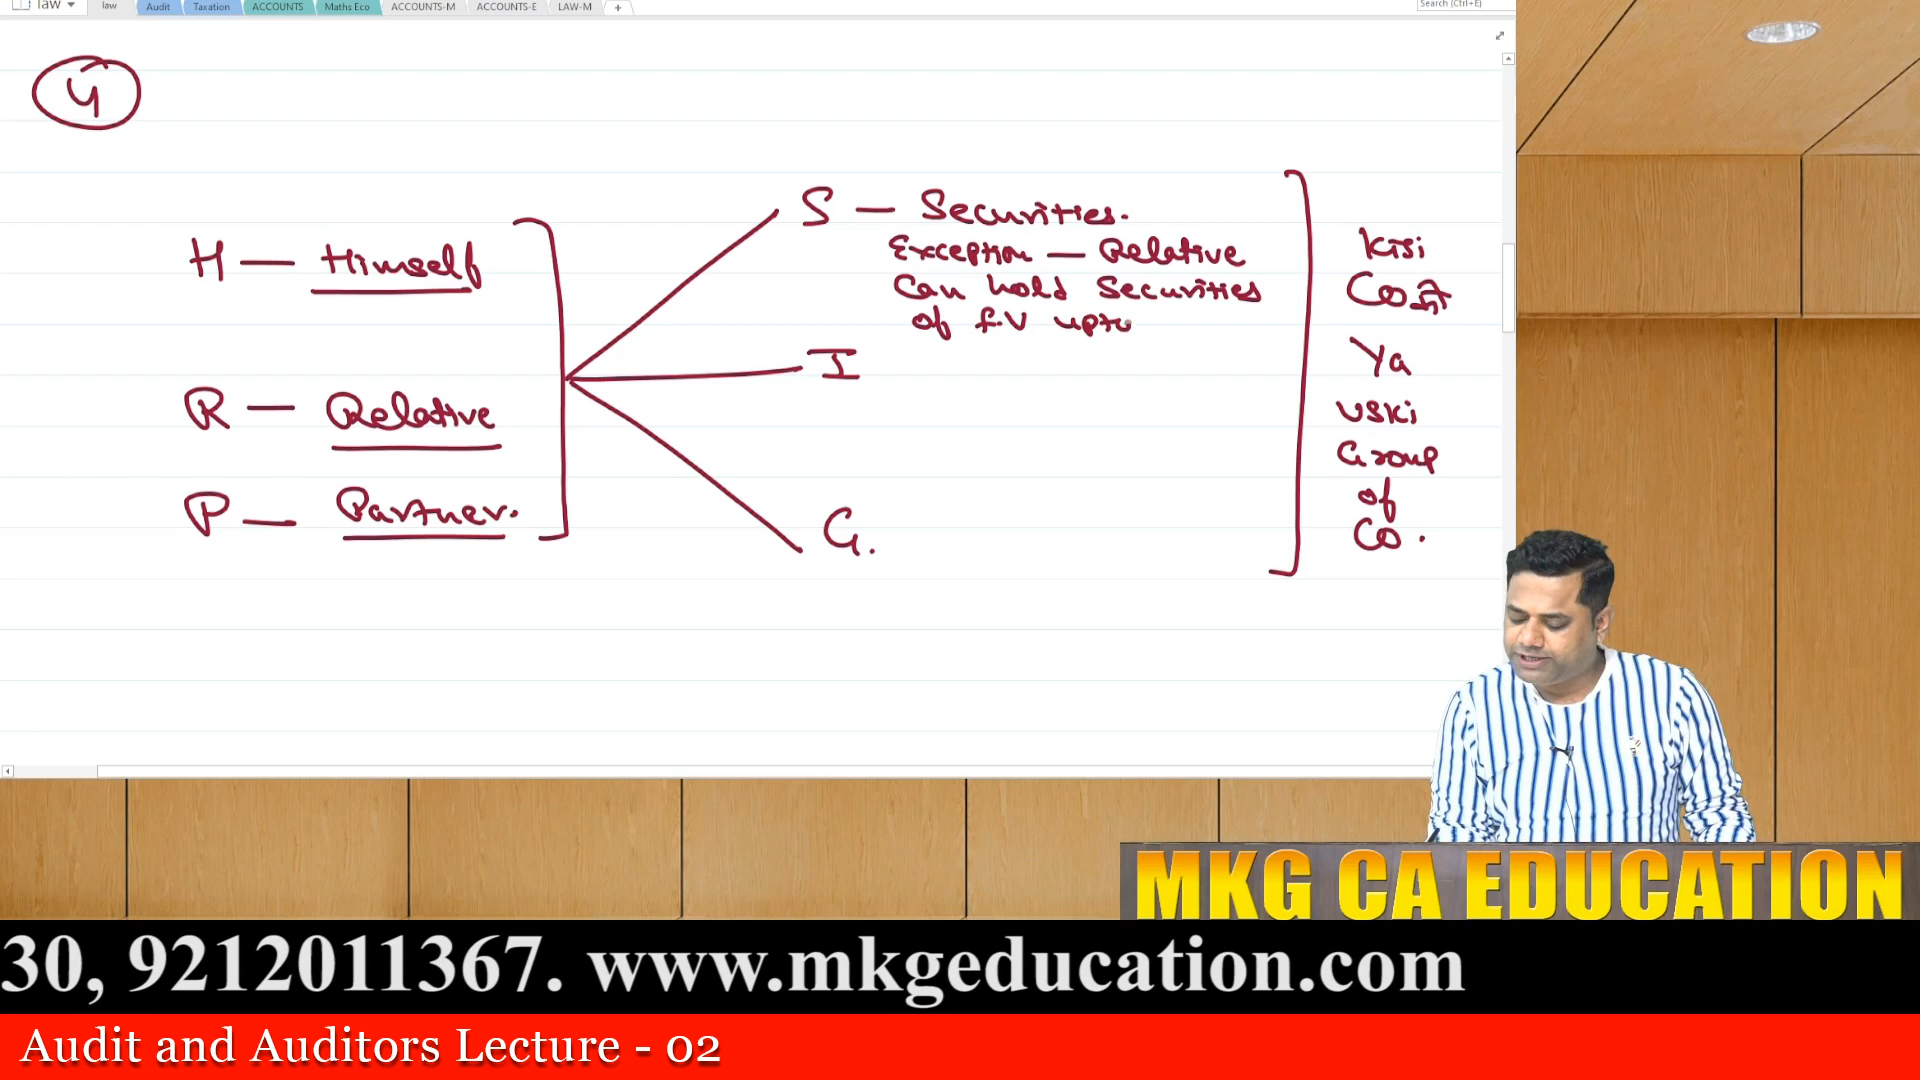 law
law Audit Taxation ACCOUNTS Maths Eco ACCOUNTS-M ACCOUNTS-E LAW-M +
Search (Ctrl+E)
4
H — Himself
R — Relative
P — Partner.
S — Securities.
Exception — Relative
Can hold Securities
of f.V upto
I
G.
Kisi
Co
Ya
USKi
Group
of
Co.
MKG CA EDUCATION
30, 9212011367. www.mkgeducation.com
Audit and Auditors Lecture - 02